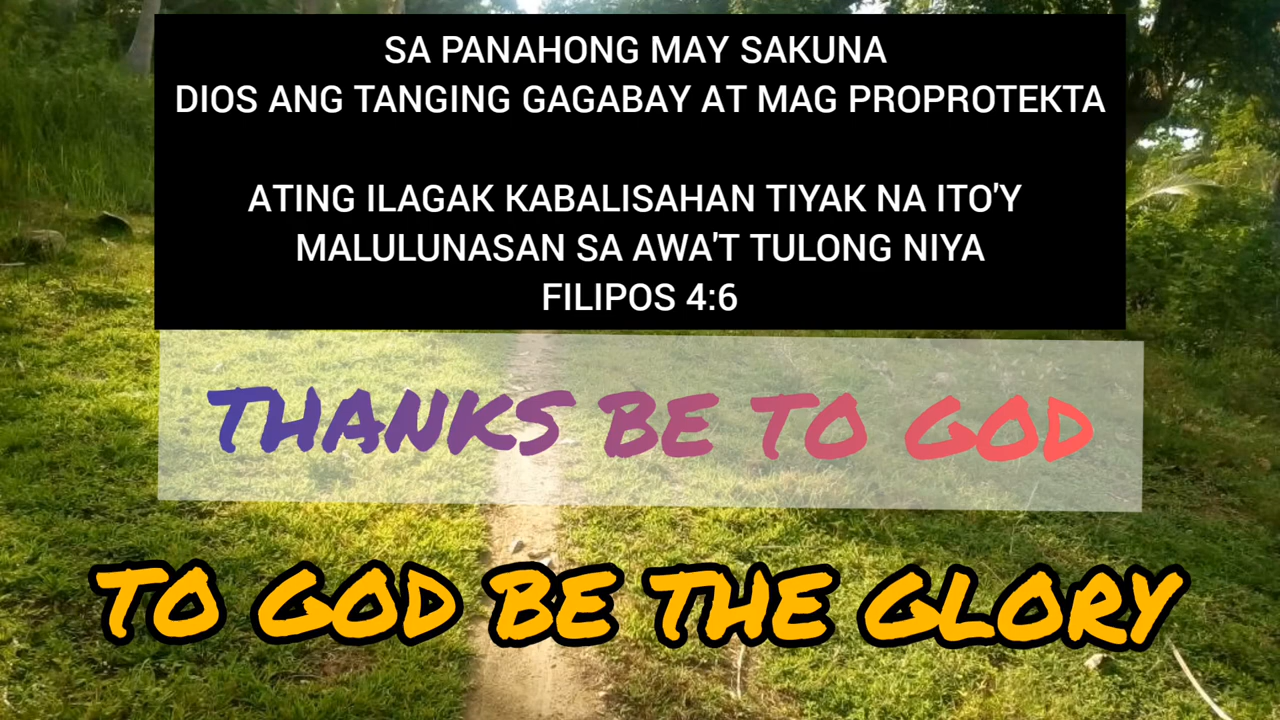 SA PANAHONG MAY SAKUNA
DIOS ANG TANGING GAGABAY AT MAG PROPROTEKTA
ATING ILAGAK KABALISAHAN TIYAK NA ITO'Y
MALULUNASAN SA AWA'T TULONG NIYA
FILIPOS 4:6
THANKS BE TO GOD
TO GOD BE THE GLORY